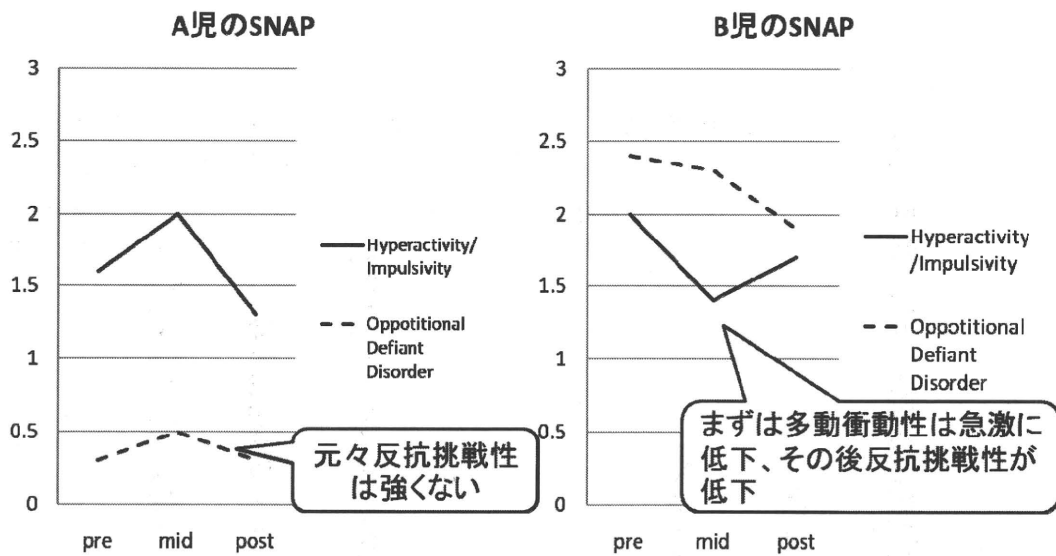 A児のSNAP
3
2.5
2
1.5
1
0.5
0
pre mid post
Hyperactivity/
Impulsivity
Oppotitional
Defiant
Disorder
元々反抗挑戦性
は強くない
B児のSNAP
3
2.5
2
1.5
1
0.5
0
pre mid post
Hyperactivity
/Impulsivity
Oppotitional
Defiant
Disorder
まずは多動衝動性は急激に
低下、その後反抗挑戦性が
低下